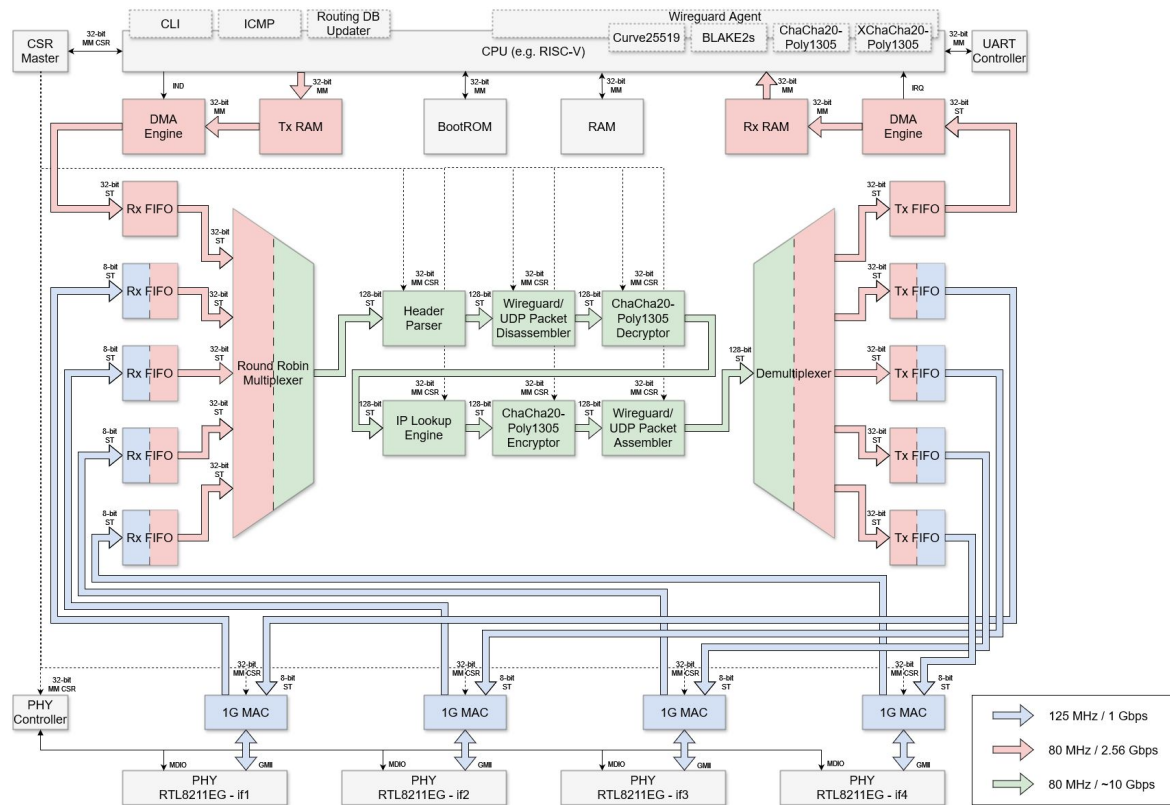 CLI
ICMP
Routing DB
Updater
Wireguard Agent
Curve25519
BLAKE2s
ChaCha20-
Poly1305
XChaCha20-
Poly1305
CSR
Master
32-bit
MM CSR
CPU (e.g. RISC-V)
32-bit
MM
UART
Controller
IND
32-bit
MM
32-bit
MM
32-bit
MM
32-bit
MM
IRQ
DMA
Engine
32-bit
MM
Tx RAM
BootROM
RAM
Rx RAM
32-bit
MM
DMA
Engine
32-bit
ST
32-bit
ST
Rx FIFO
32-bit
ST
32-bit
ST
Tx FIFO
8-bit
ST
Rx FIFO
32-bit
ST
32-bit
ST
Tx FIFO
8-bit
ST
Rx FIFO
32-bit
ST
32-bit
ST
Tx FIFO
8-bit
ST
Rx FIFO
32-bit
ST
32-bit
ST
Tx FIFO
8-bit
ST
Rx FIFO
32-bit
ST
32-bit
ST
Tx FIFO
Round Robin
Multiplexer
32-bit
MM CSR
32-bit
MM CSR
32-bit
MM CSR
128-bit
ST
Header
Parser
128-bit
ST
Wireguard/
UDP Packet
Disassembler
128-bit
ST
ChaCha20-
Poly1305
Decryptor
32-bit
MM CSR
32-bit
MM CSR
32-bit
MM CSR
128-bit
ST
IP Lookup
Engine
128-bit
ST
ChaCha20-
Poly1305
Encryptor
128-bit
ST
Wireguard/
UDP Packet
Assembler
128-bit
ST
Demultiplexer
32-bit
MM CSR
PHY
Controller
32-bit
MM CSR
8-bit
ST
1G MAC
32-bit
MM CSR
8-bit
ST
1G MAC
32-bit
MM CSR
8-bit
ST
1G MAC
32-bit
MM CSR
8-bit
ST
1G MAC
MDIO
GMII
MDIO
GMII
MDIO
GMII
MDIO
GMII
PHY
RTL8211EG - if1
PHY
RTL8211EG - if2
PHY
RTL8211EG - if3
PHY
RTL8211EG - if4
125 MHz / 1 Gbps
80 MHz / 2.56 Gbps
80 MHz / ~10 Gbps